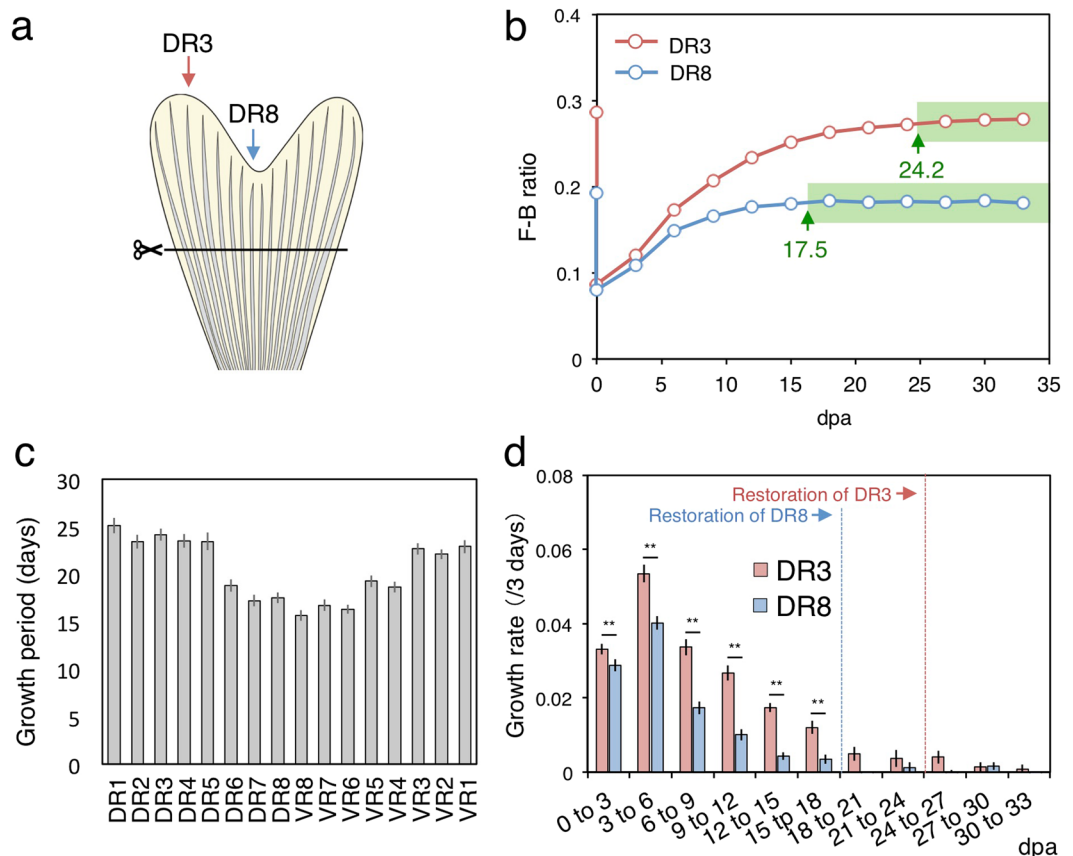 a
DR3
DR8
b
F-B ratio
0.4
0.3
0.2
0.1
0
DR3
DR8
24.2
17.5
0 5 10 15 20 25 30 35
dpa
c
Growth period (days)
30
25
20
15
10
5
0
DR1 DR2 DR3 DR4 DR5 DR6 DR7 DR8 VR8 VR7 VR6 VR5 VR4 VR3 VR2 VR1
d
Growth rate (/3 days)
0.08
0.06
0.04
0.02
0
Restoration of DR3
Restoration of DR8
DR3
DR8
** ** ** ** ** **
0 to 3 3 to 6 6 to 9 9 to 12 12 to 15 15 tp 18 18 to 21 21 to 24 24 to 27 27 to 30 30 to 33
dpa